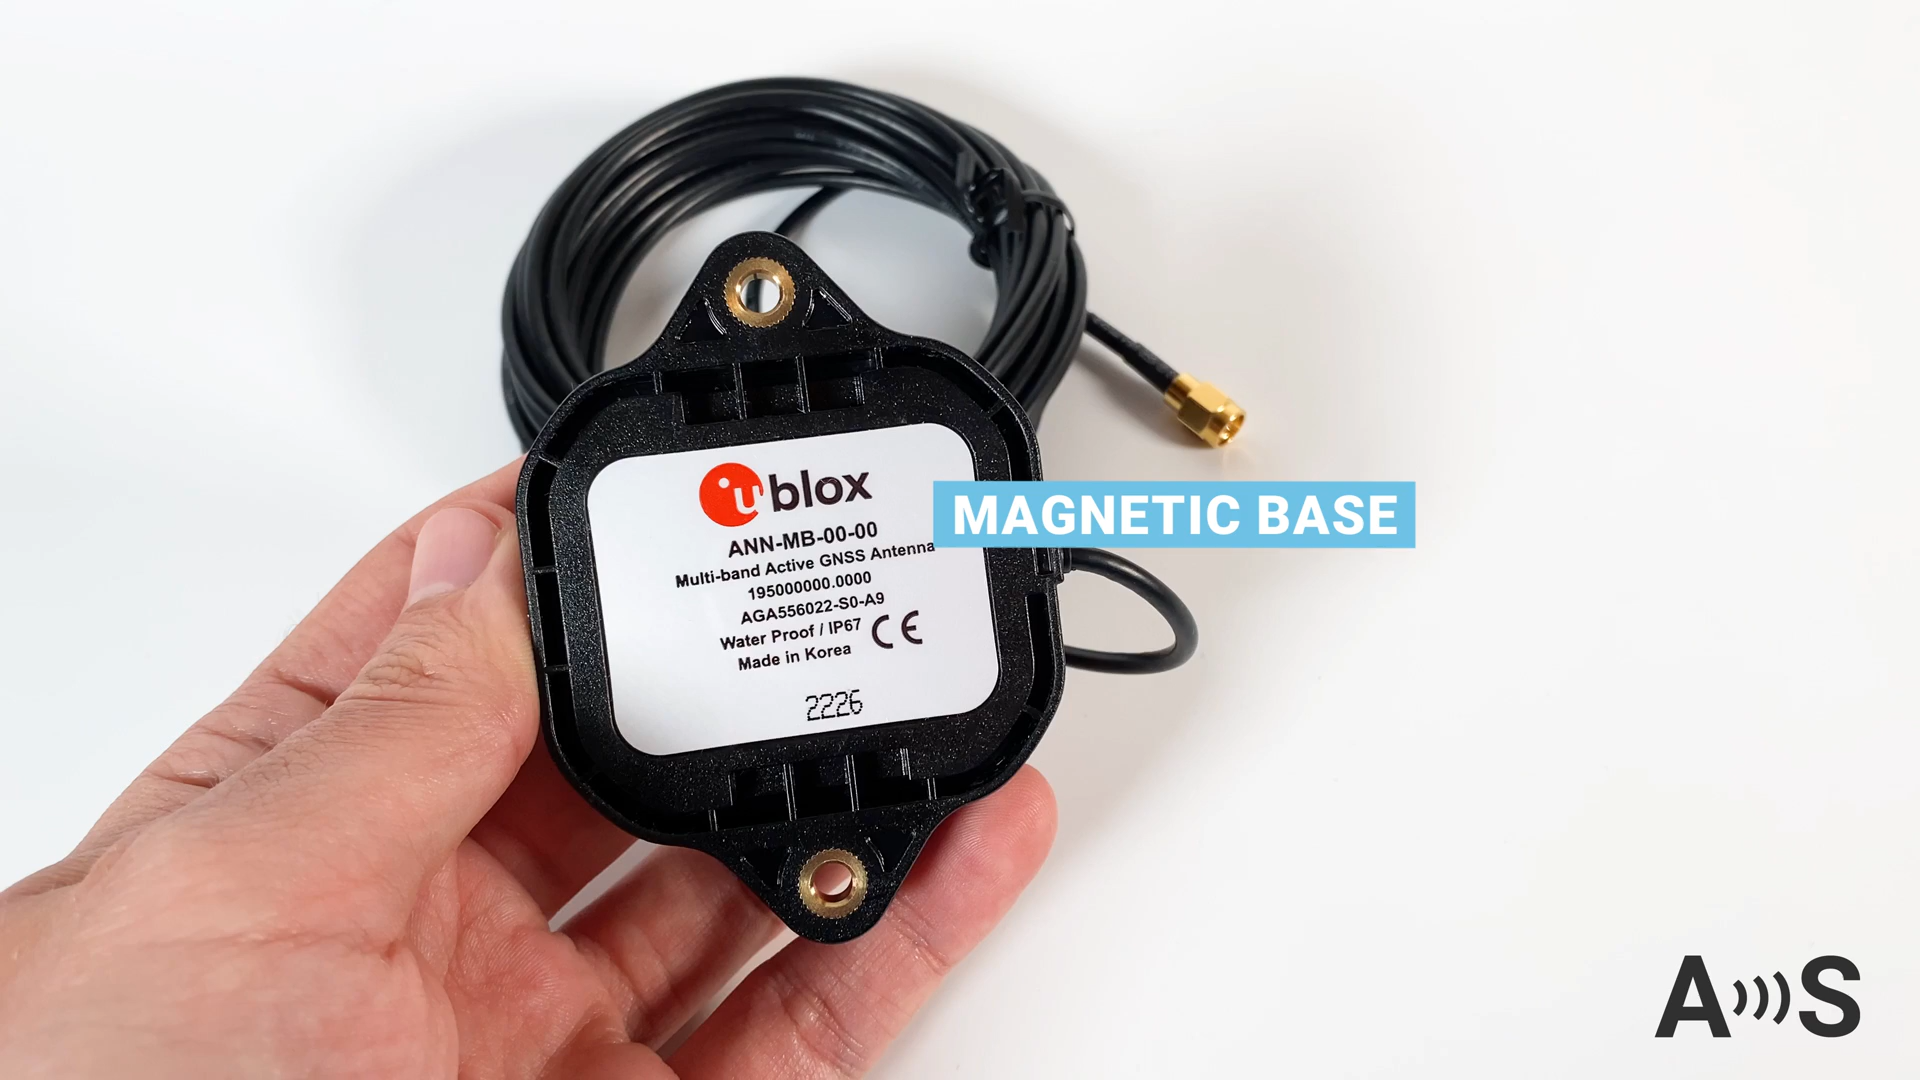 u blox
ANN-MB-00-00
Multi-band Active GNSS Antenna
195000000.0000
AGA556022-S0-A9
Water Proof / IP67 CE
Made in Korea
2226
MAGNETIC BASE
A S